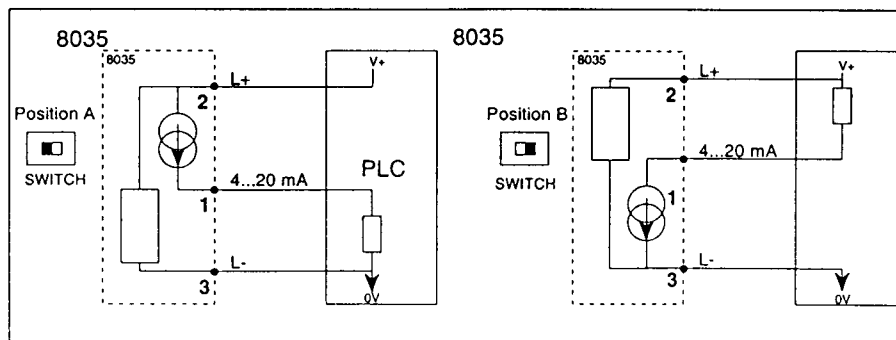 8035
8035
Position A
SWITCH
2
L+
V+
4...20 mA
1
PLC
L-
3
0V
8035
8035
Position B
SWITCH
2
L+
V+
4...20 mA
1
L-
3
0V